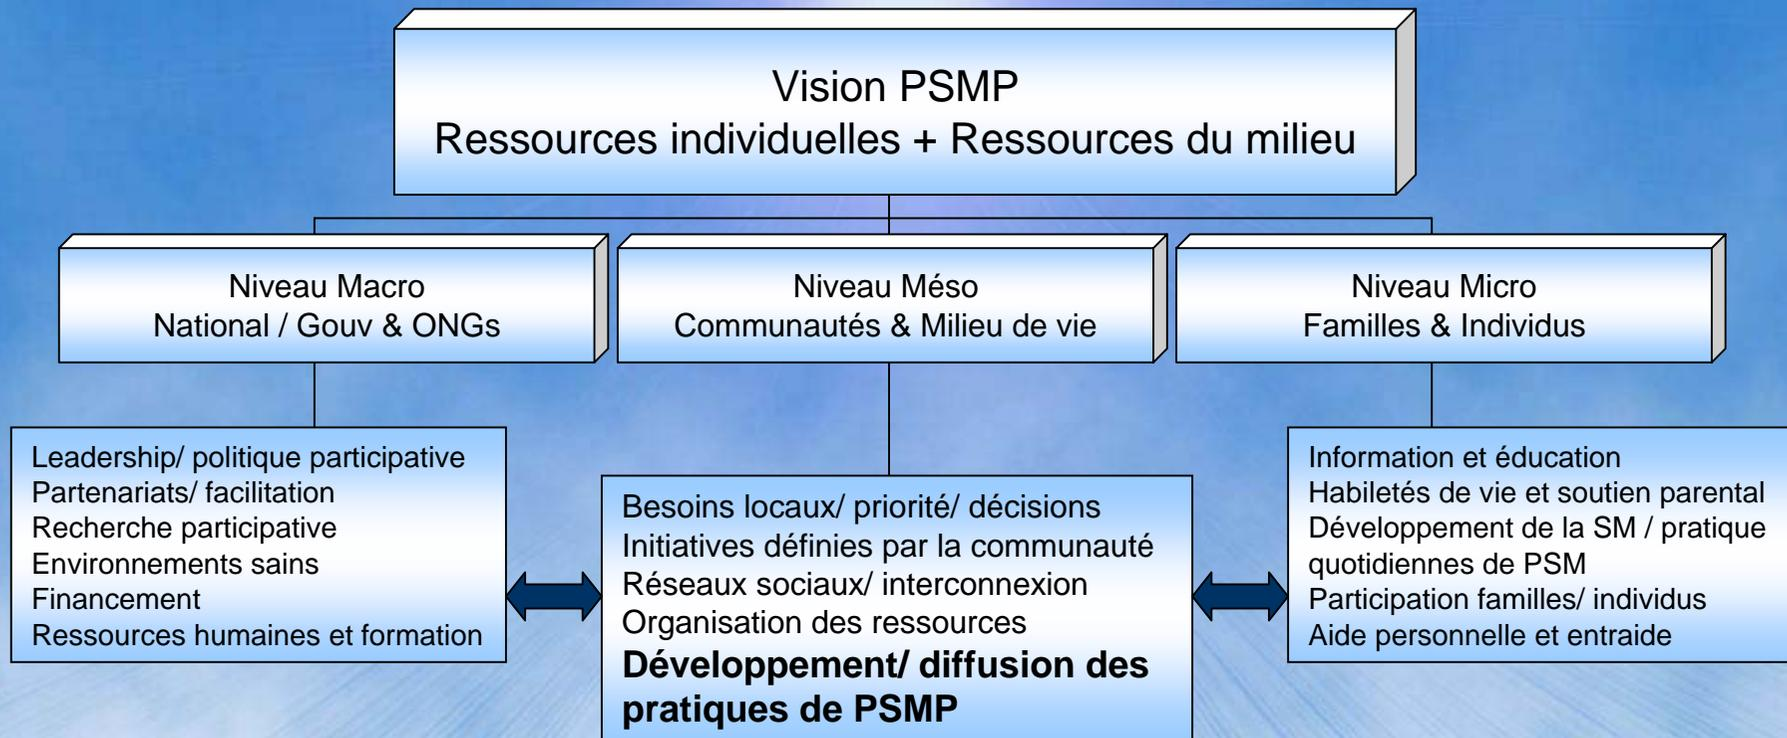 Vision PSMP
Ressources individuelles + Ressources du milieu
Niveau Macro
National / Gouv & ONGs
Niveau Méso
Communautés & Milieu de vie
Niveau Micro
Familles & Individus
Leadership/ politique participative
Partenariats/ facilitation
Recherche participative
Environnements sains
Financement
Ressources humaines et formation
Besoins locaux/ priorité/ décisions
Initiatives définies par la communauté
Réseaux sociaux/ interconnexion
Organisation des ressources
Développement/ diffusion des
pratiques de PSMP
Information et éducation
Habiletés de vie et soutien parental
Développement de la SM / pratique
quotidiennes de PSM
Participation familles/ individus
Aide personnelle et entraide